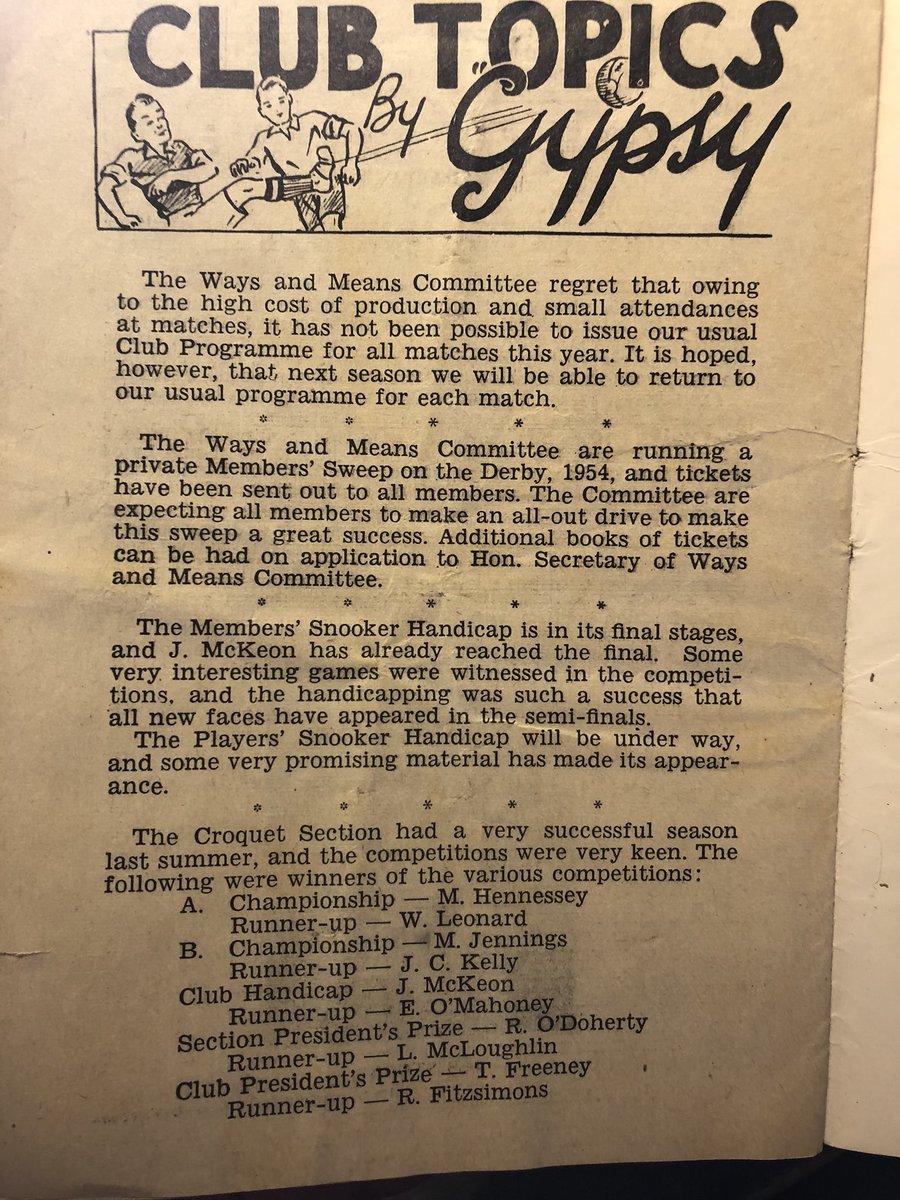 CLUB TOPICS
By "Gypsy"
The Ways and Means Committee regret that owing
to the high cost of production and small attendances
at matches, it has not been possible to issue our usual
Club Programme for all matches this year. It is hoped,
however, that next season we will be able to return to
our usual programme for each match.
* * * * *
The Ways and Means Committee are running a
private Members' Sweep on the Derby, 1954, and tickets
have been sent out to all members. The Committee are
expecting all members to make an all-out drive to make
this sweep a great success. Additional books of tickets
can be had on application to Hon. Secretary of Ways
and Means Committee.
* * * * *
The Members' Snooker Handicap is in its final stages,
and J. McKeon has already reached the final. Some
very interesting games were witnessed in the competi-
tions, and the handicapping was such a success that
all new faces have appeared in the semi-finals.
The Players' Snooker Handicap will be under way,
and some very promising material has made its appear-
ance.
* * * * *
The Croquet Section had a very successful season
last summer, and the competitions were very keen. The
following were winners of the various competitions:
A. Championship — M. Hennessey
Runner-up — W. Leonard
B. Championship — M. Jennings
Runner-up — J. C. Kelly
Club Handicap — J. McKeon
Runner-up — E. O'Mahoney
Section President's Prize — R. O'Doherty
Runner-up — L. McLoughlin
Club President's Prize — T. Freeney
Runner-up — R. Fitzsimons